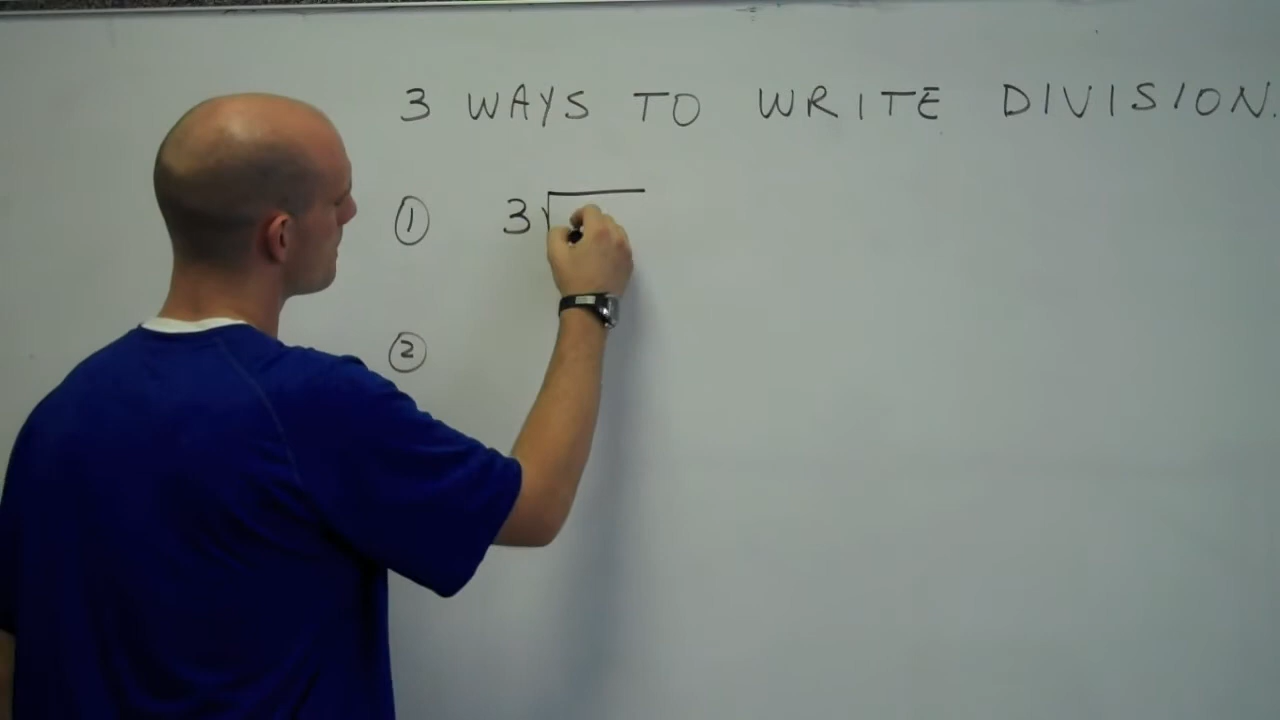 3 WAYS TO WRITE DIVISION.
① 3
②